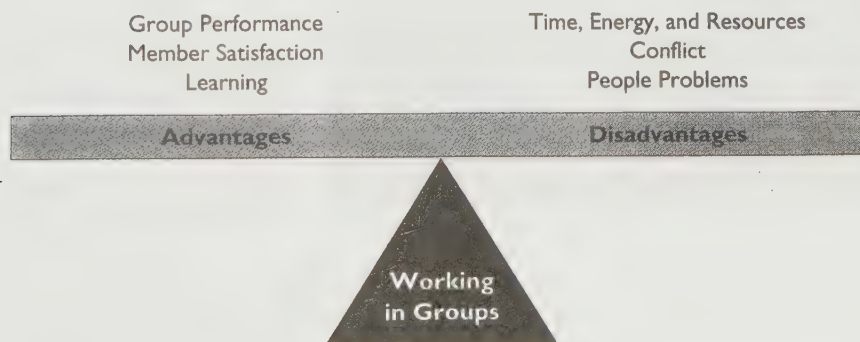 Group Performance
Member Satisfaction
Learning
Time, Energy, and Resources
Conflict
People Problems
Advantages
Disadvantages
Working
in Groups